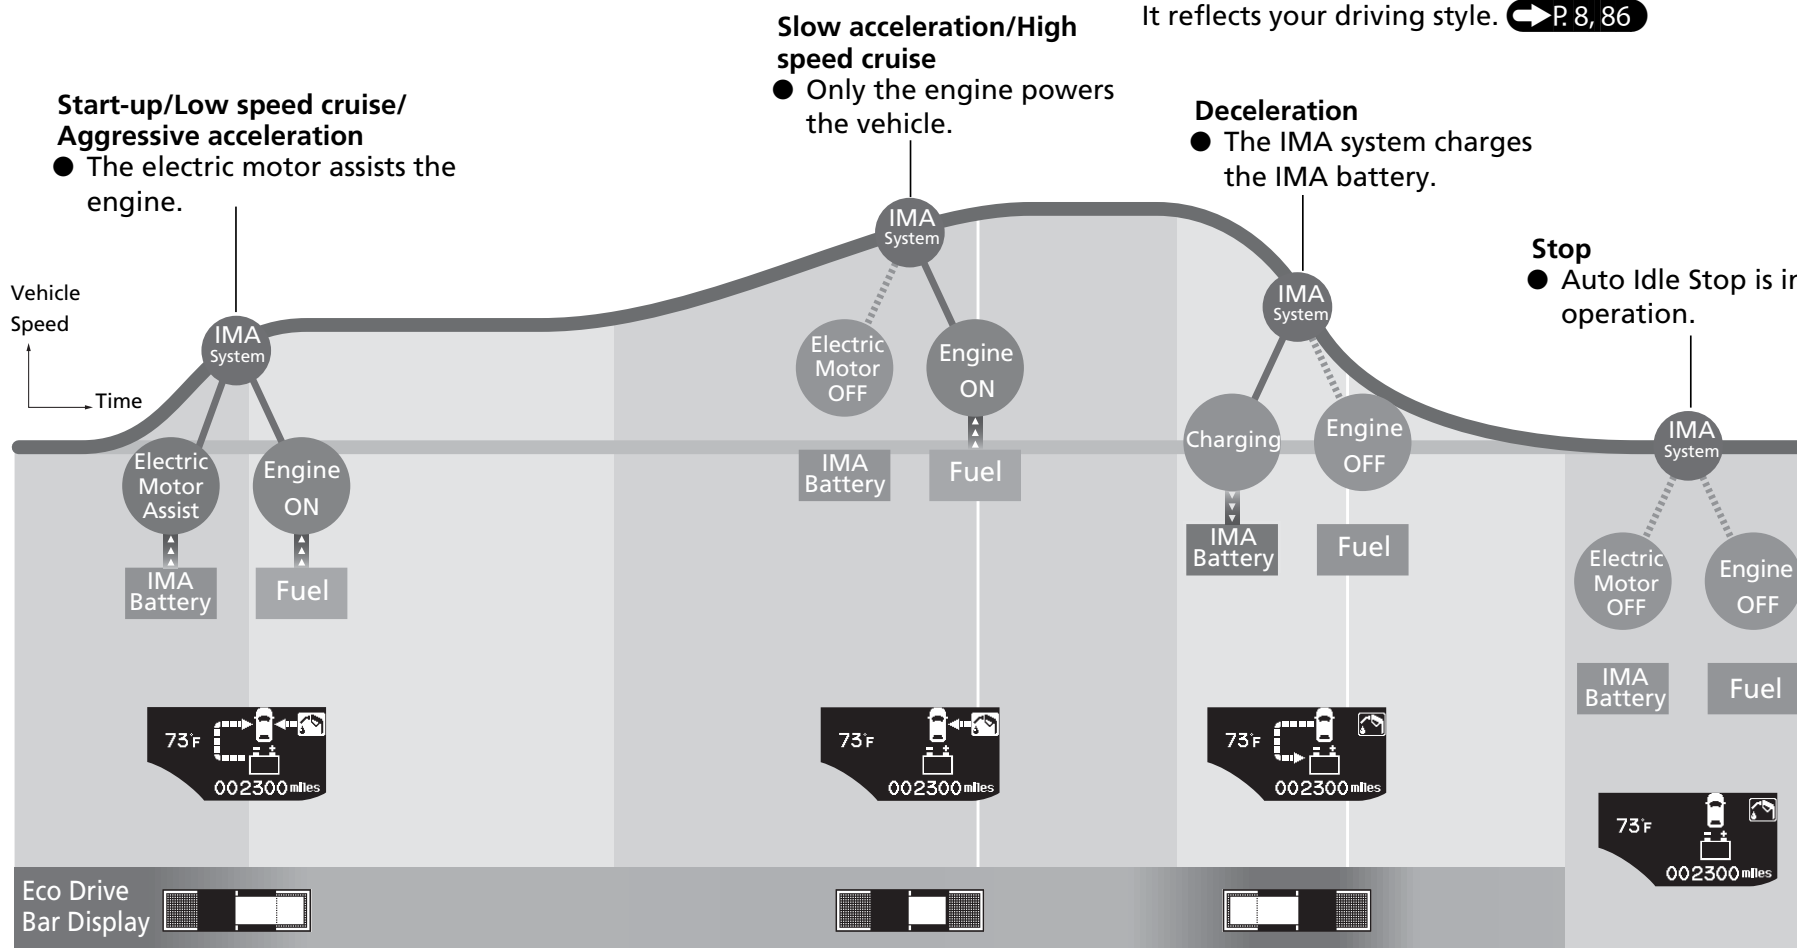 It reflects your driving style. P. 8, 86
Slow acceleration/High
speed cruise
● Only the engine powers
the vehicle.
Start-up/Low speed cruise/
Aggressive acceleration
● The electric motor assists the
engine.
Deceleration
● The IMA system charges
the IMA battery.
Stop
● Auto Idle Stop is in
operation.
Vehicle
Speed
Time
IMA
System
Electric
Motor
Assist
Engine
ON
IMA
Battery
Fuel
IMA
System
Electric
Motor
OFF
Engine
ON
IMA
Battery
Fuel
IMA
System
Charging
Engine
OFF
IMA
Battery
Fuel
IMA
System
Electric
Motor
OFF
Engine
OFF
IMA
Battery
Fuel
73°F
002300 miles
73°F
002300 miles
73°F
002300 miles
73°F
002300 miles
Eco Drive
Bar Display